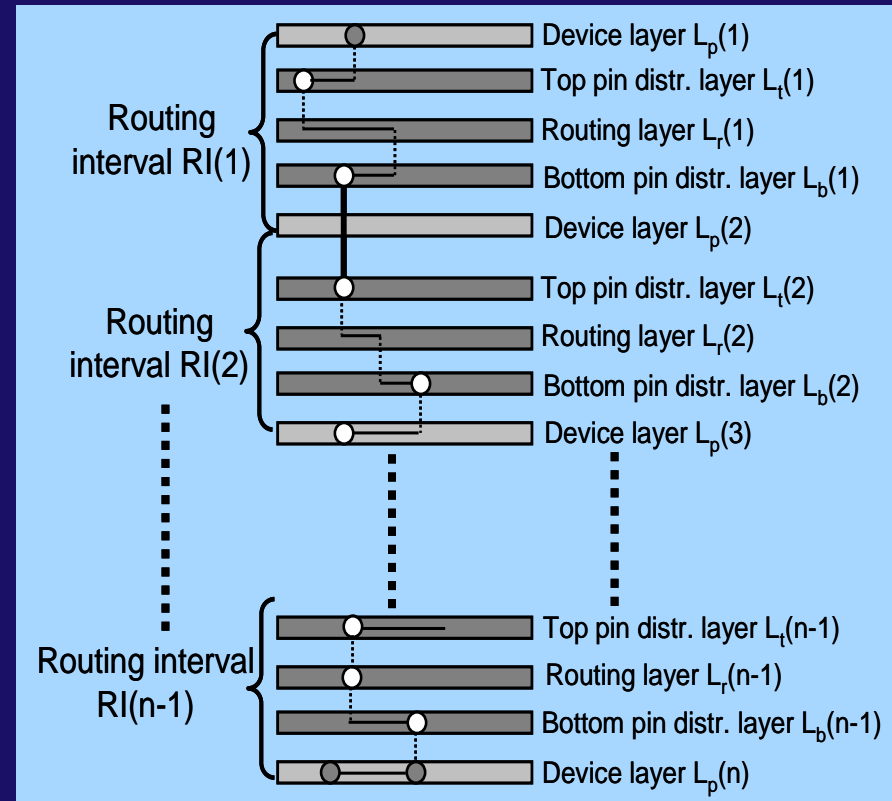 Device layer Lp(1)
Top pin distr. layer Lt(1)
Routing
interval RI(1)
Routing layer Lr(1)
Bottom pin distr. layer Lb(1)
Device layer Lp(2)
Top pin distr. layer Lt(2)
Routing
interval RI(2)
Routing layer Lr(2)
Bottom pin distr. layer Lb(2)
Device layer Lp(3)
Top pin distr. layer Lt(n-1)
Routing interval
RI(n-1)
Routing layer Lr(n-1)
Bottom pin distr. layer Lb(n-1)
Device layer Lp(n)